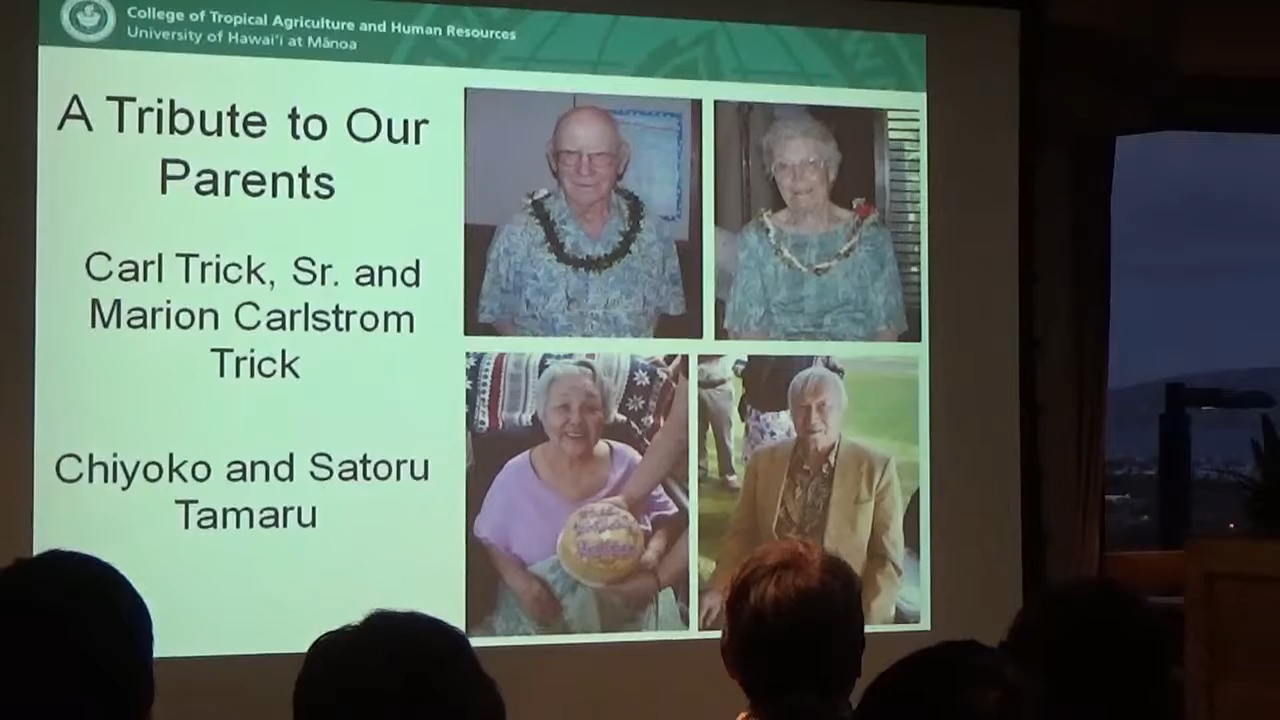 College of Tropical Agriculture and Human Resources
University of Hawai'i at Mānoa
A Tribute to Our
Parents
Carl Trick, Sr. and
Marion Carlstrom
Trick
Chiyoko and Satoru
Tamaru